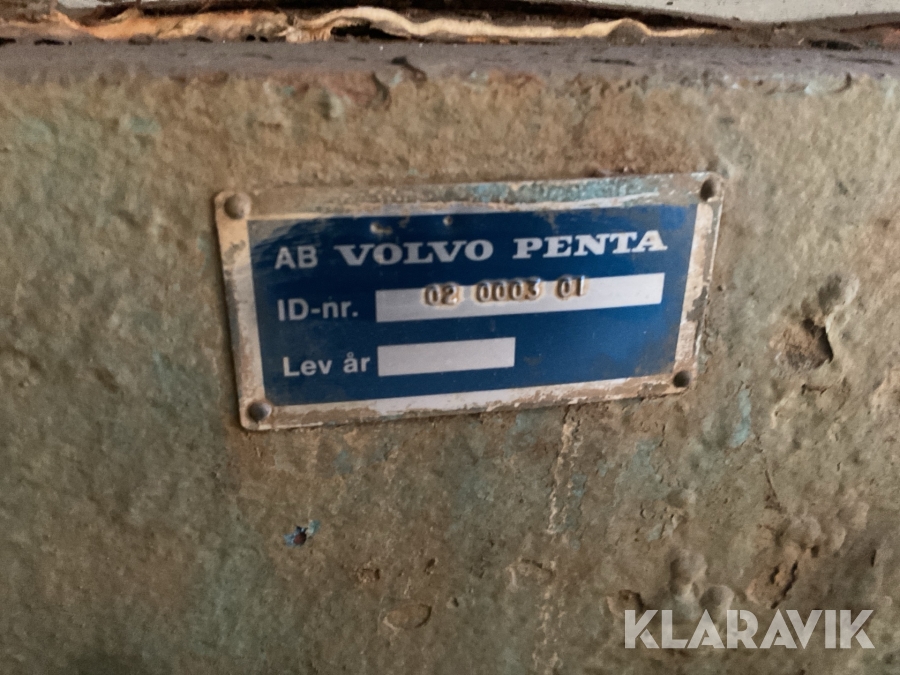 AB VOLVO PENTA
ID-nr. 02 0003 01
Lev år
KLARAVIK